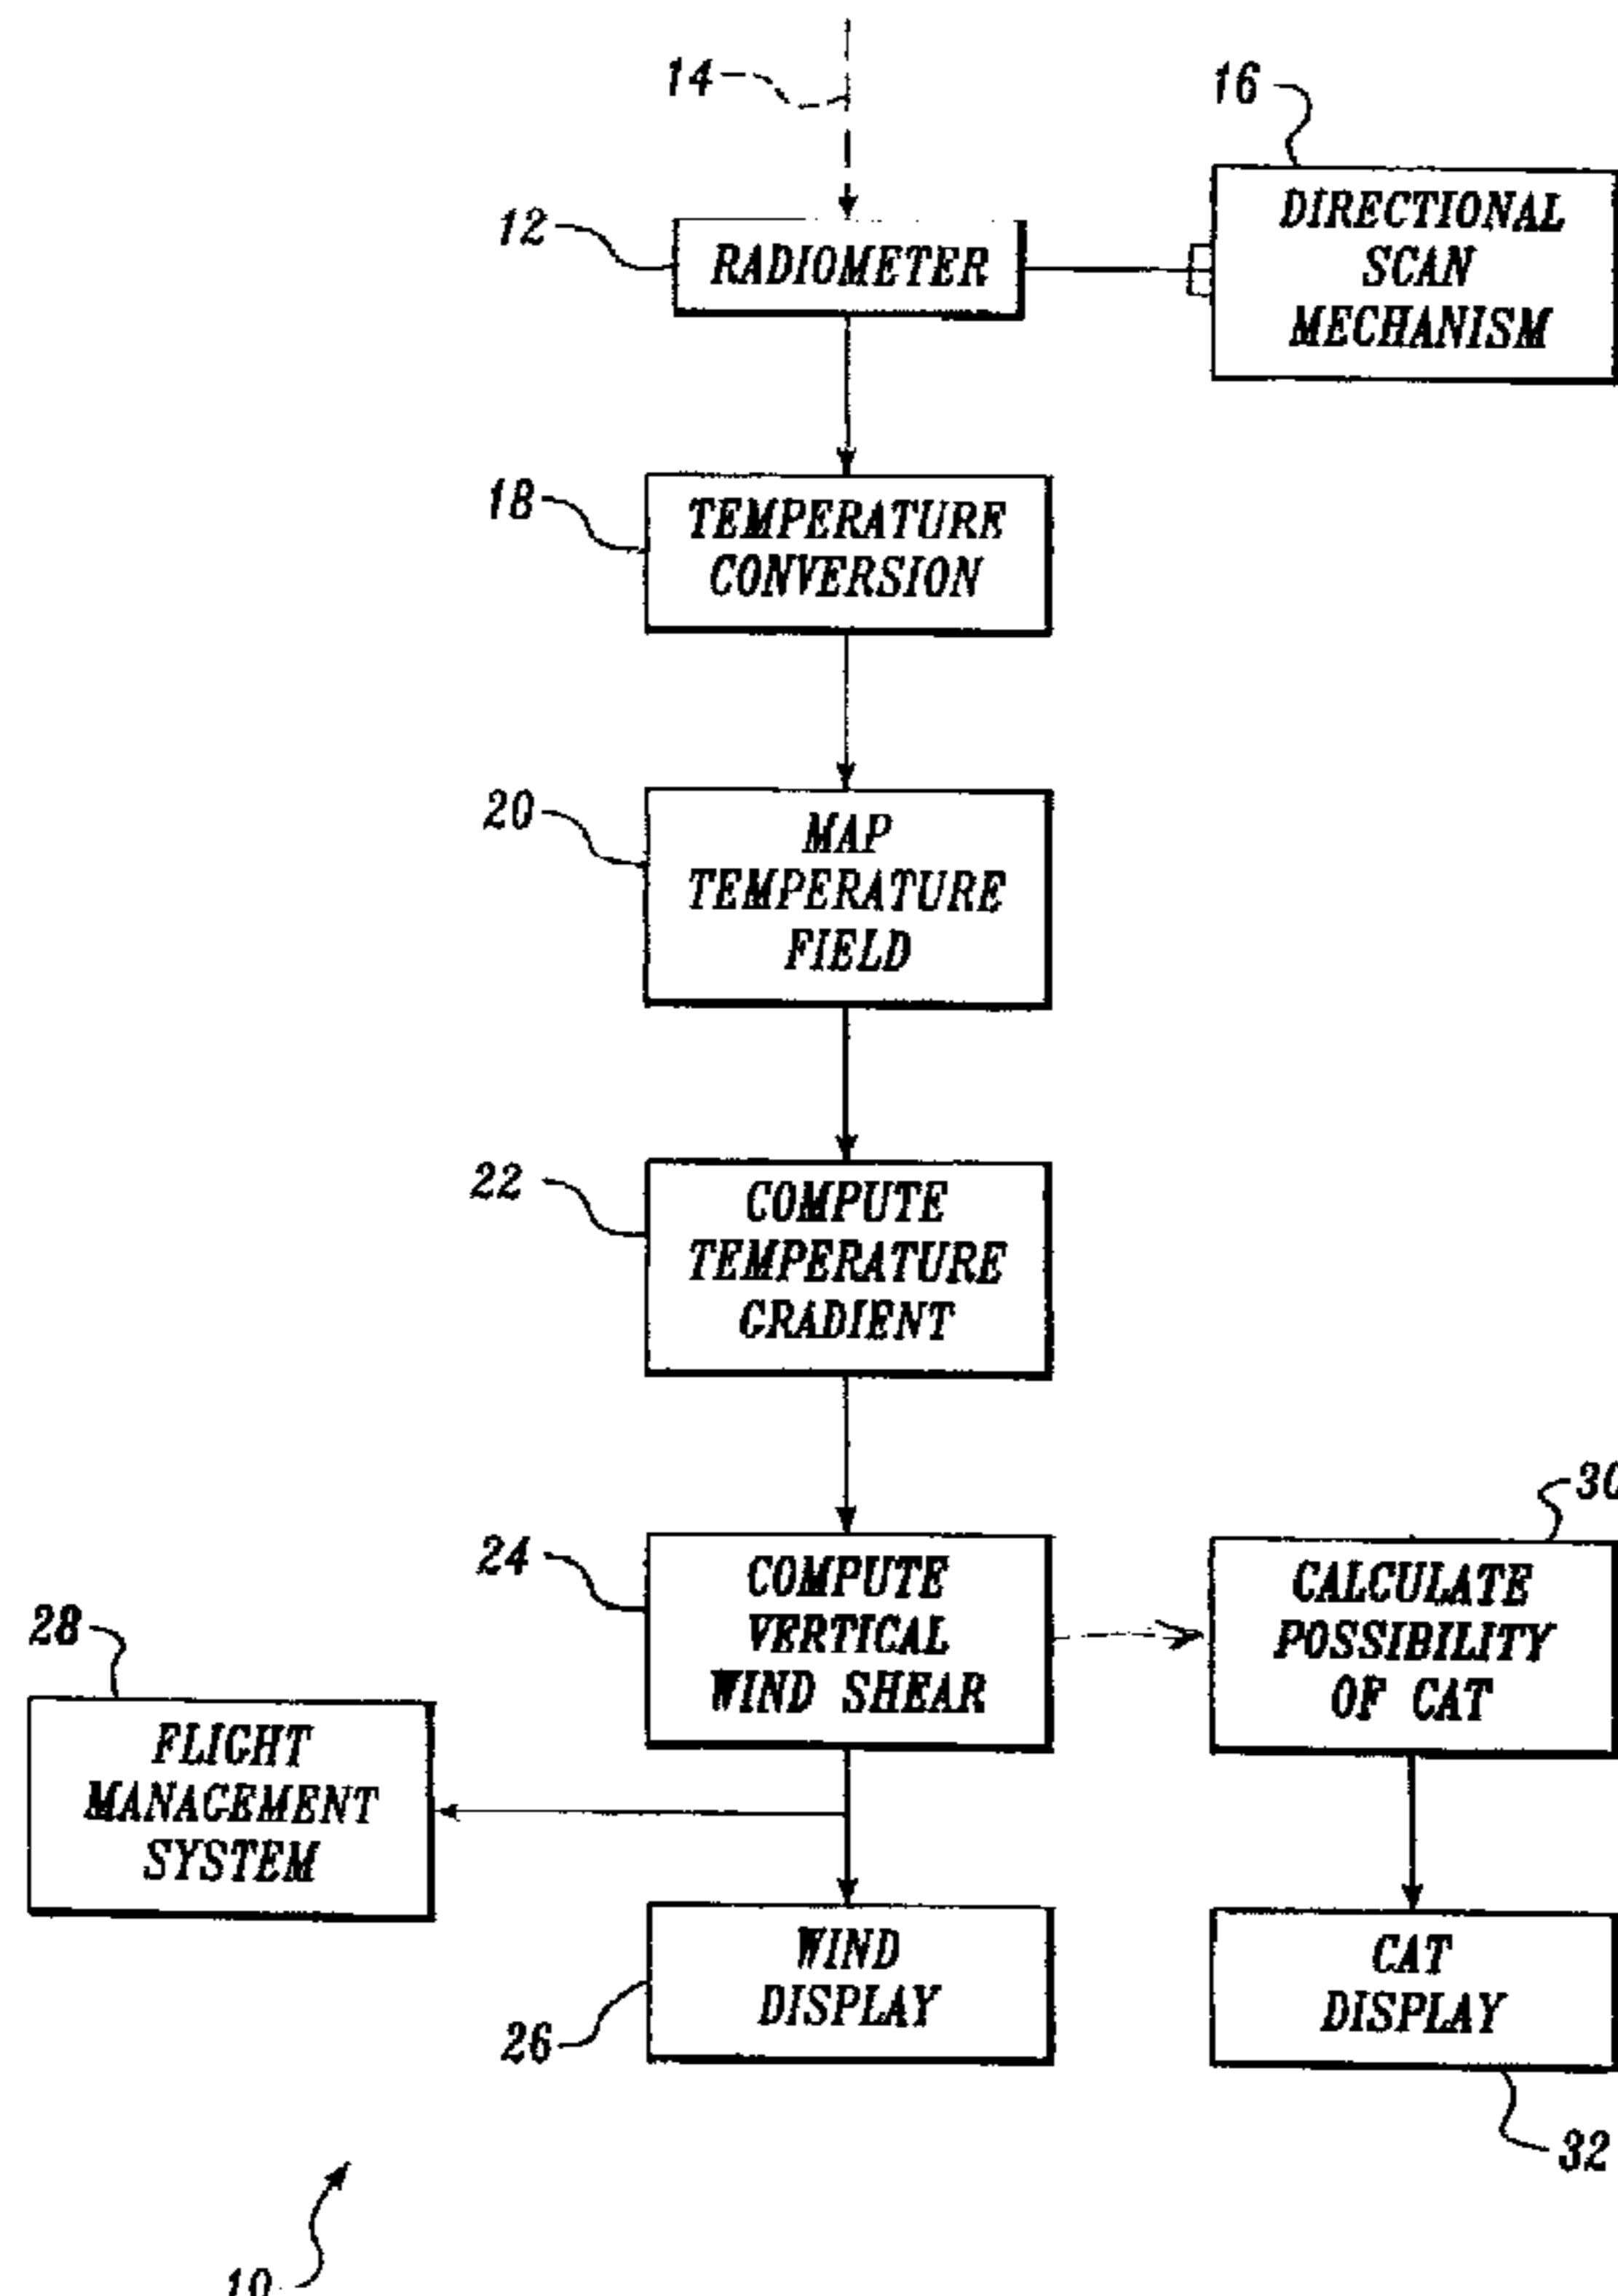 14
16
12
RADIOMETER
DIRECTIONAL
SCAN
MECHANISM
18
TEMPERATURE
CONVERSION
20
MAP
TEMPERATURE
FIELD
22
COMPUTE
TEMPERATURE
GRADIENT
30
24
COMPUTE
VERTICAL
WIND SHEAR
CALCULATE
POSSIBILITY
OF CAT
28
FLIGHT
MANAGEMENT
SYSTEM
WIND
DISPLAY
26
CAT
DISPLAY
32
10